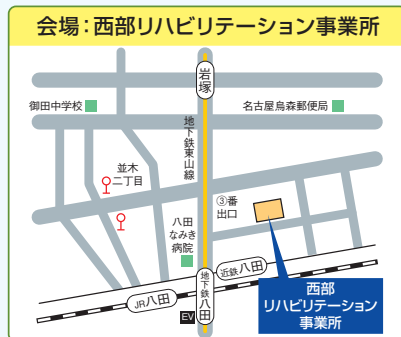 会場：西部リハビリテーション事業所
岩塚
御田中学校
名古屋烏森郵便局
地下鉄東山線
並木
二丁目
③番
出口
八田
なみき
病院
近鉄八田
地下鉄八田
JR八田
EV
西部
リハビリテーション
事業所